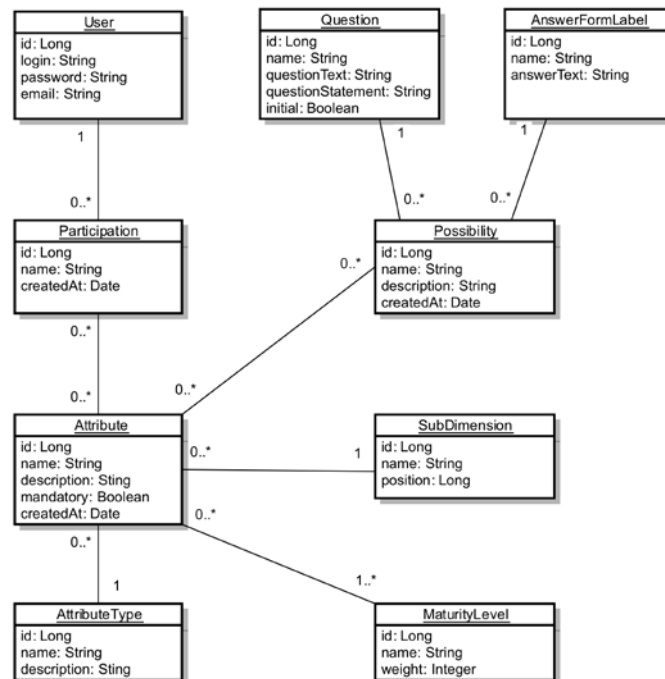 User
id: Long
login: String
password: String
email: String
Question
id: Long
name: String
questionText: String
questionStatement: String
initial: Boolean
AnswerFormLabel
id: Long
name: String
answerText: String
1
1
1
0..*
0..*
0..*
Participation
id: Long
name: String
createdAt: Date
Possibility
id: Long
name: String
description: String
createdAt: Date
0..*
0..*
0..*
0..*
Attribute
id: Long
name: String
description: Sting
mandatory: Boolean
createdAt: Date
0..*
1
SubDimension
id: Long
name: String
position: Long
0..*
0..*
1
1..*
AttributeType
id: Long
name: String
description: Sting
MaturityLevel
id: Long
name: String
weight: Integer